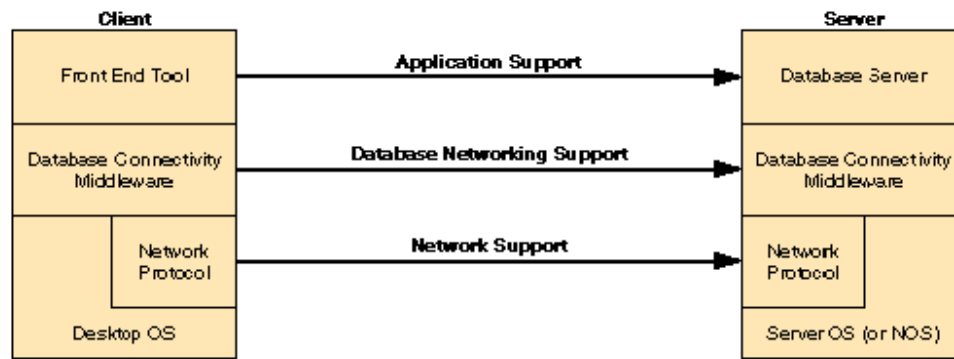 Client
Server
Front End Tool
Application Support
Database Server
Database Connectivity
Middleware
Database Networking Support
Database Connectivity
Middleware
Network
Protocol
Network Support
Network
Protocol
Desktop OS
Server OS (or NOS)